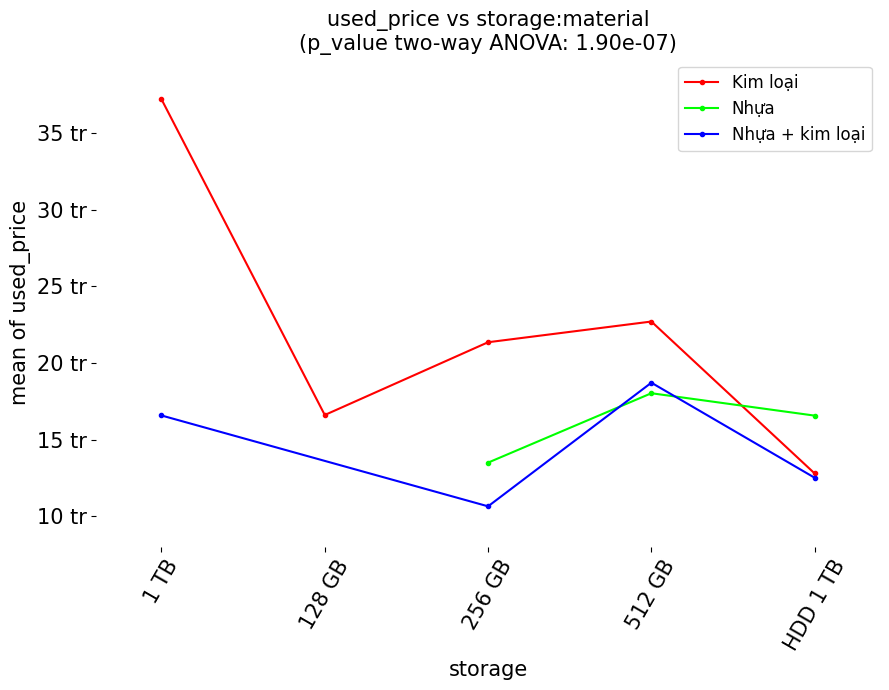 used_price vs storage:material
(p_value two-way ANOVA: 1.90e-07)
Kim loại
Nhựa
Nhựa + kim loại
mean of used_price
35 tr
30 tr
25 tr
20 tr
15 tr
10 tr
1 TB
128 GB
256 GB
512 GB
HDD 1 TB
storage